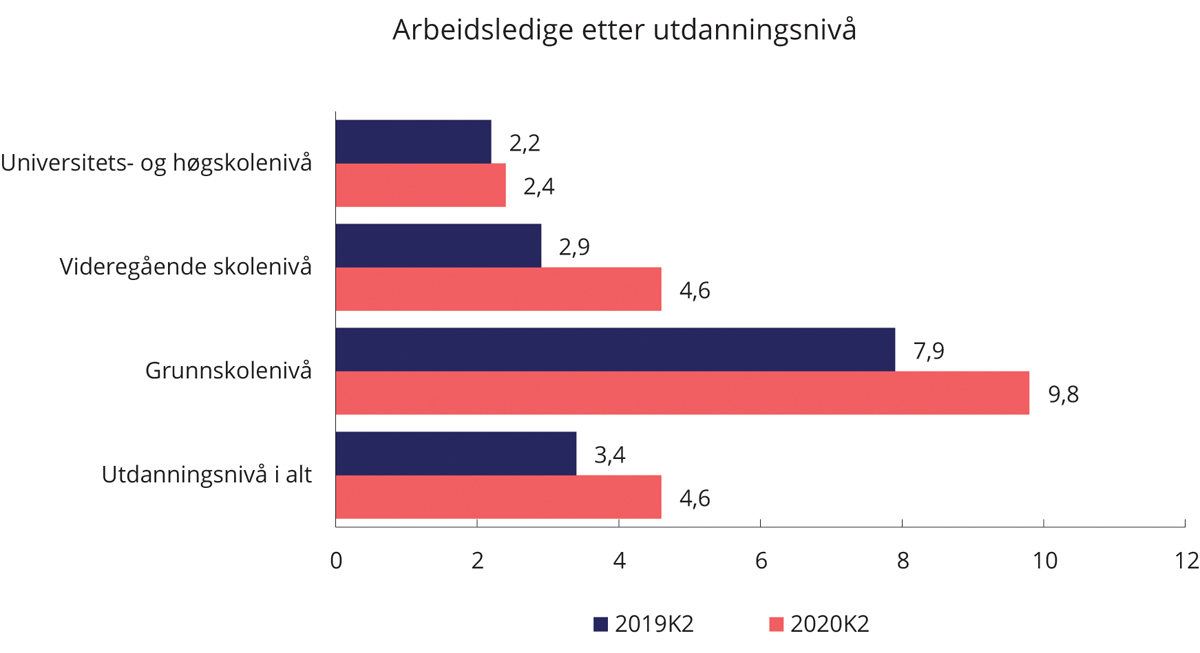 Arbeidsledige etter utdanningsnivå
Universitets- og høgskolenivå
2,2
2,4
Videregående skolenivå
2,9
4,6
Grunnskolenivå
7,9
9,8
Utdanningsnivå i alt
3,4
4,6
0 2 4 6 8 10 12
2019K2 2020K2